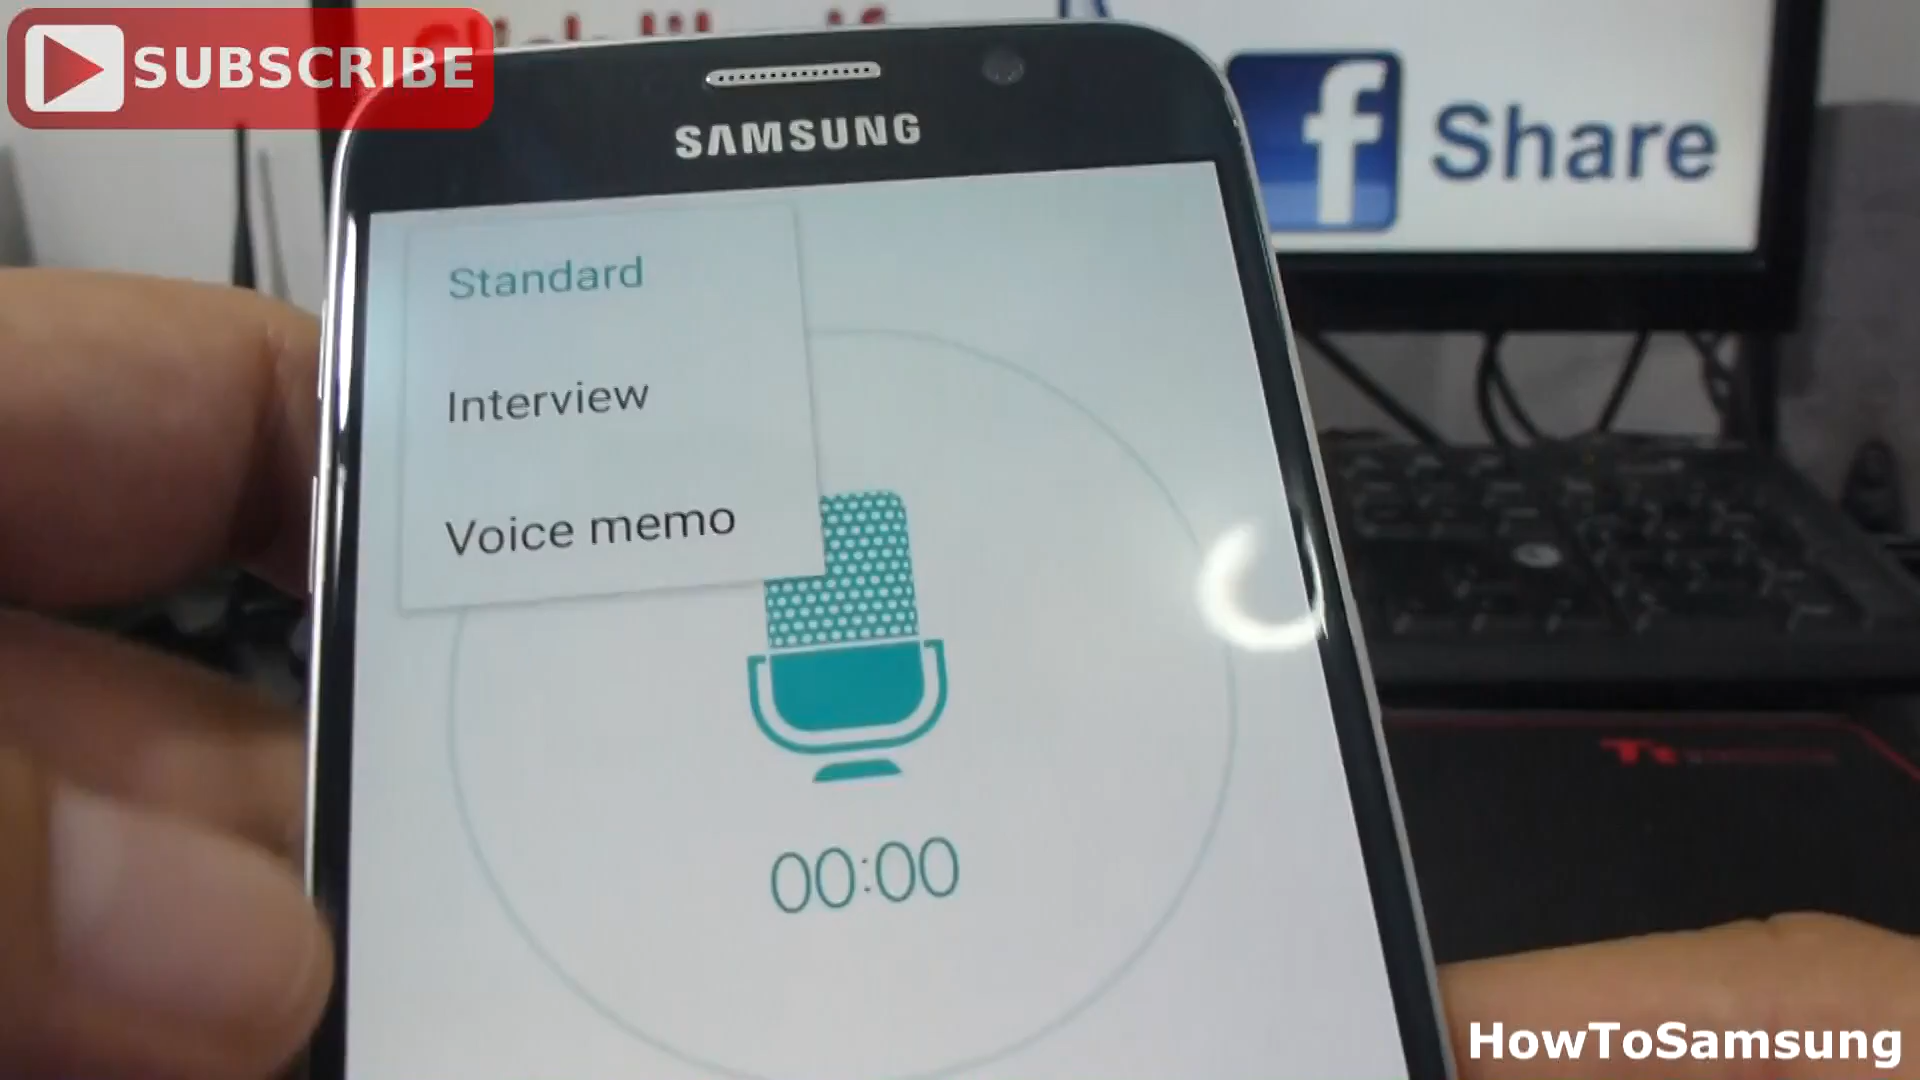 SUBSCRIBE
SAMSUNG
Share
Standard
Interview
Voice memo
00:00
HowToSamsung